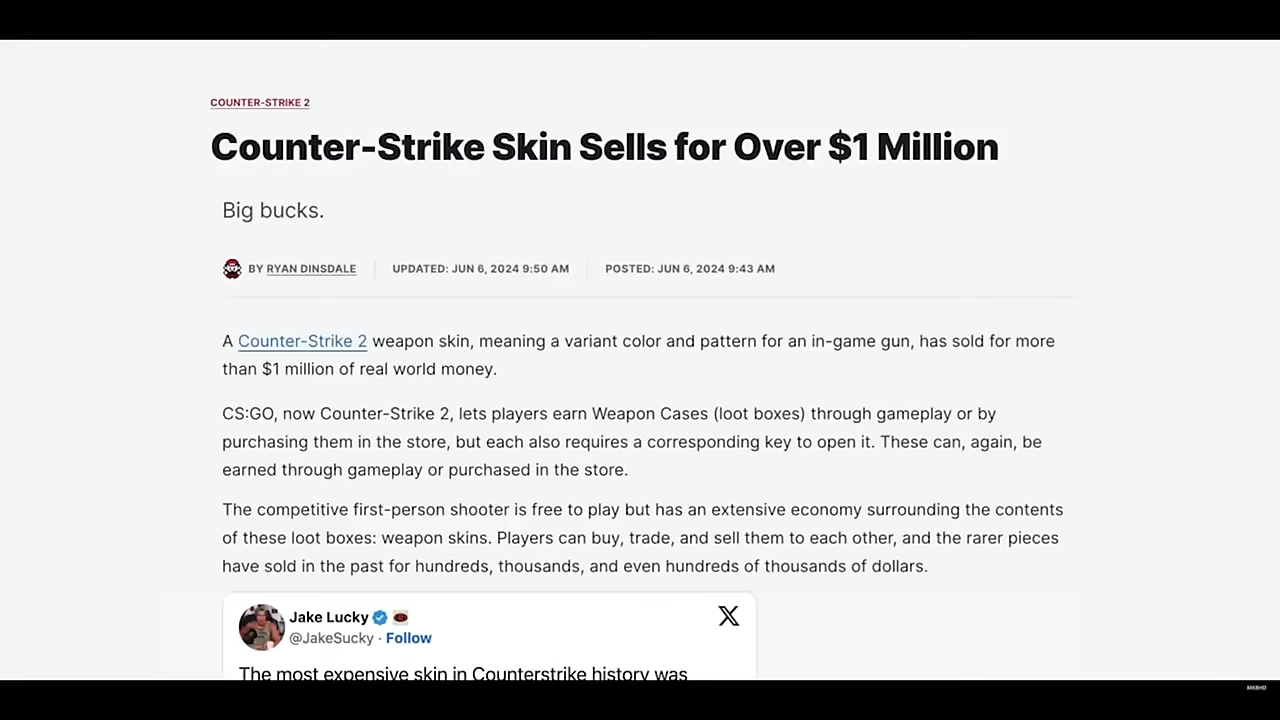 COUNTER-STRIKE 2
Counter-Strike Skin Sells for Over $1 Million
Big bucks.
BY RYAN DINSDALE UPDATED: JUN 6, 2024 9:50 AM POSTED: JUN 6, 2024 9:43 AM
A Counter-Strike 2 weapon skin, meaning a variant color and pattern for an in-game gun, has sold for more
than $1 million of real world money.
CS:GO, now Counter-Strike 2, lets players earn Weapon Cases (loot boxes) through gameplay or by
purchasing them in the store, but each also requires a corresponding key to open it. These can, again, be
earned through gameplay or purchased in the store.
The competitive first-person shooter is free to play but has an extensive economy surrounding the contents
of these loot boxes: weapon skins. Players can buy, trade, and sell them to each other, and the rarer pieces
have sold in the past for hundreds, thousands, and even hundreds of thousands of dollars.
Jake Lucky
@JakeSucky · Follow
The most expensive skin in Counterstrike history was
MKBHD